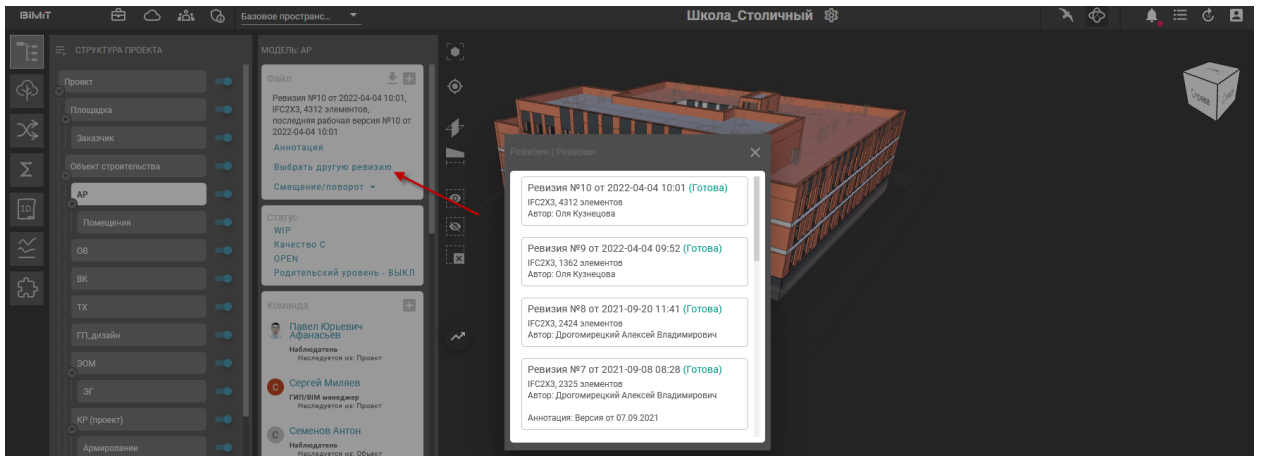 BIMIT
Базовое пространс...
Школа_Столичный
СТРУКТУРА ПРОЕКТА
Проект
Площадка
Заказчик
Объект строительства
АР
Помещения
ОВ
ВК
ТХ
ГП_дизайн
ЭОМ
ЭГ
КР (проект)
Армирование
МОДЕЛЬ: АР
Файл
Ревизия №10 от 2022-04-04 10:01,
IFC2X3, 4312 элементов,
последняя рабочая версия №10 от
2022-04-04 10:01
Аннотация
Выбрать другую ревизию
Смещение/поворот
Статус
WIP
Качество С
OPEN
Родительский уровень - ВЫКЛ
Команда
Павел Юрьевич
Афанасьев
Наблюдатель
Наследуется из: Проект
С
Сергей Миляев
ГИП/BIM менеджер
Наследуется из: Проект
С
Семенов Антон
Наблюдатель
Наследуется из: Объект
1D
Ревизия | Ревизии
Ревизия №10 от 2022-04-04 10:01 (Готова)
IFC2X3, 4312 элементов
Автор: Оля Кузнецова
Ревизия №9 от 2022-04-04 09:52 (Готова)
IFC2X3, 1362 элементов
Автор: Оля Кузнецова
Ревизия №8 от 2021-09-20 11:41 (Готова)
IFC2X3, 2424 элементов
Автор: Дрогомирецкий Алексей Владимирович
Ревизия №7 от 2021-09-08 08:28 (Готова)
IFC2X3, 2325 элементов
Автор: Дрогомирецкий Алексей Владимирович
Аннотация: Версия от 07.09.2021
Справа